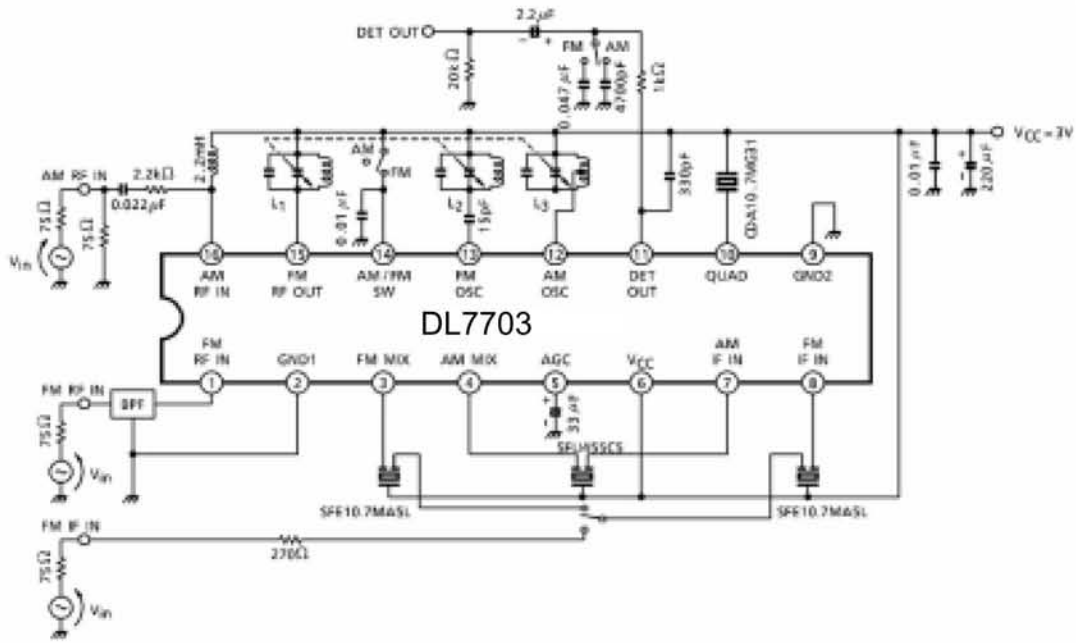 2.2μF
DET OUT
− +
FM AM
20kΩ
0.047μF
4700pF
1kΩ
VCC=3V
AM RF IN
2.2kΩ
0.022μF
2.2mH
AM
FM
75Ω
75Ω
Vin
L1
0.01μF
L2
15pF
L3
330pF
CDA10.7MG31
0.01μF
+
−
220μF
16 15 14 13 12 11 10 9
AM RF IN
FM RF OUT
AM/FM SW
FM OSC
AM OSC
DET OUT
QUAD
GND2
DL7703
FM RF IN
GND1
FM MIX
AM MIX
AGC
VCC
AM IF IN
FM IF IN
1 2 3 4 5 6 7 8
FM RF IN
BPF
75Ω
Vin
+
−
33μF
SFE10.7MA5L
SFE10.7MA5L
FM IF IN
270Ω
75Ω
Vin